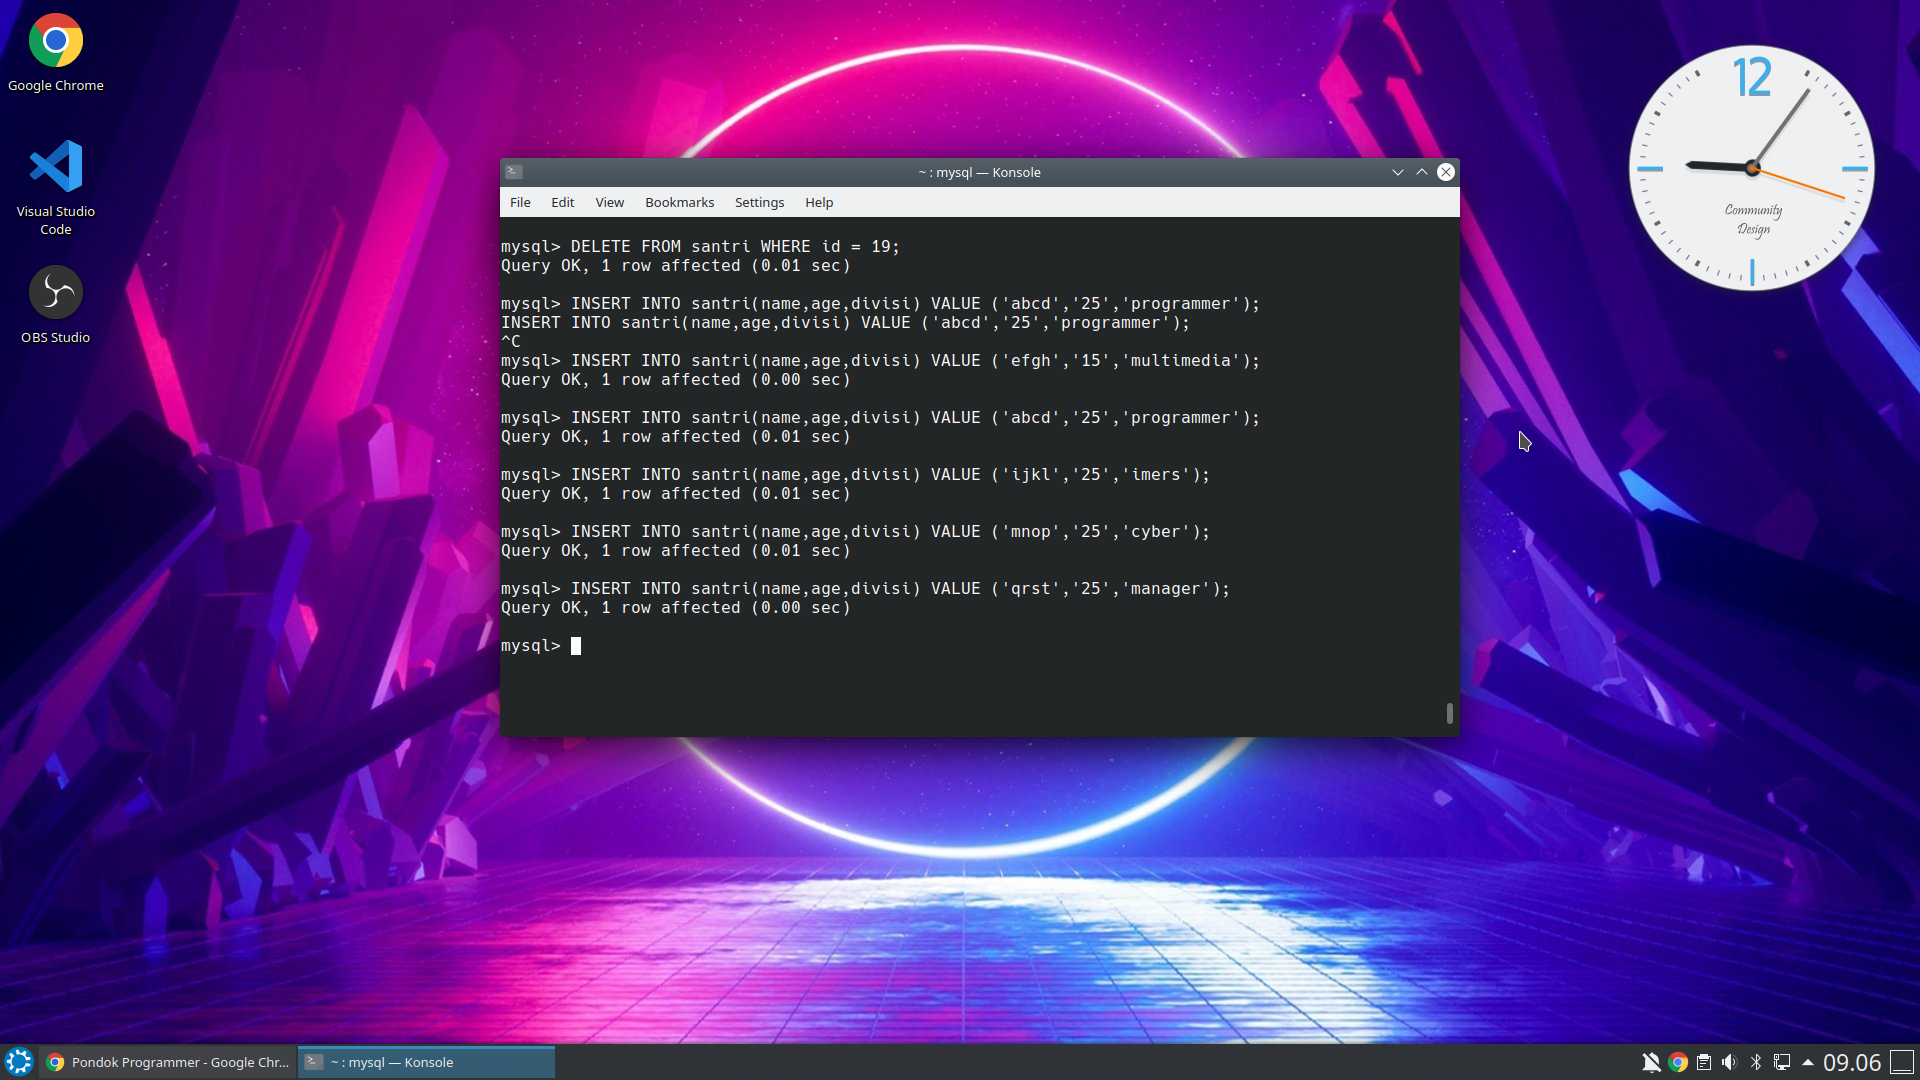 Google Chrome
Visual Studio
Code
OBS Studio
12
Community
Design
~ : mysql — Konsole
File Edit View Bookmarks Settings Help
mysql> DELETE FROM santri WHERE id = 19;
Query OK, 1 row affected (0.01 sec)
mysql> INSERT INTO santri(name,age,divisi) VALUE ('abcd','25','programmer');
INSERT INTO santri(name,age,divisi) VALUE ('abcd','25','programmer');
^C
mysql> INSERT INTO santri(name,age,divisi) VALUE ('efgh','15','multimedia');
Query OK, 1 row affected (0.00 sec)
mysql> INSERT INTO santri(name,age,divisi) VALUE ('abcd','25','programmer');
Query OK, 1 row affected (0.01 sec)
mysql> INSERT INTO santri(name,age,divisi) VALUE ('ijkl','25','imers');
Query OK, 1 row affected (0.01 sec)
mysql> INSERT INTO santri(name,age,divisi) VALUE ('mnop','25','cyber');
Query OK, 1 row affected (0.01 sec)
mysql> INSERT INTO santri(name,age,divisi) VALUE ('qrst','25','manager');
Query OK, 1 row affected (0.00 sec)
mysql>
Pondok Programmer - Google Chr...
~ : mysql — Konsole
09.06